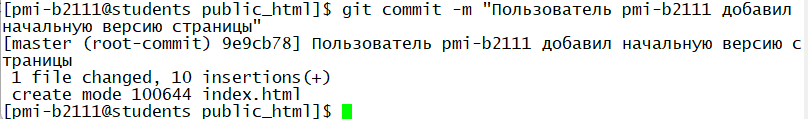 [pmi-b2111@students public_html]$ git commit -m "Пользователь pmi-b2111 добавил
начальную версию страницы"
[master (root-commit) 9e9cb78] Пользователь pmi-b2111 добавил начальную версию с
траницы
 1 file changed, 10 insertions(+)
 create mode 100644 index.html
[pmi-b2111@students public_html]$